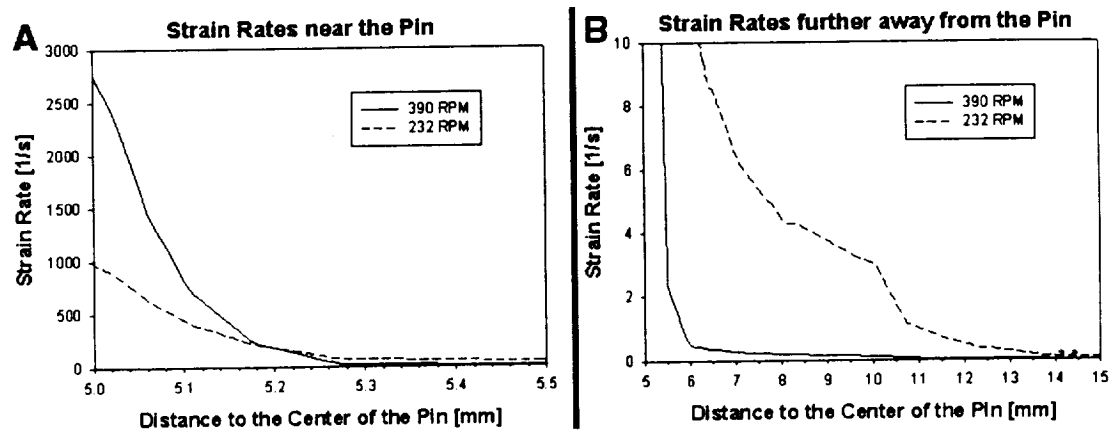 A
Strain Rates near the Pin
3000
2500
2000
1500
1000
500
0
Strain Rate [1/s]
390 RPM
232 RPM
5.0
5.1
5.2
5.3
5.4
5.5
Distance to the Center of the Pin [mm]
B
Strain Rates further away from the Pin
10
8
6
4
2
0
Strain Rate [1/s]
390 RPM
232 RPM
5
6
7
8
9
10
11
12
13
14
15
Distance to the Center of the Pin [mm]